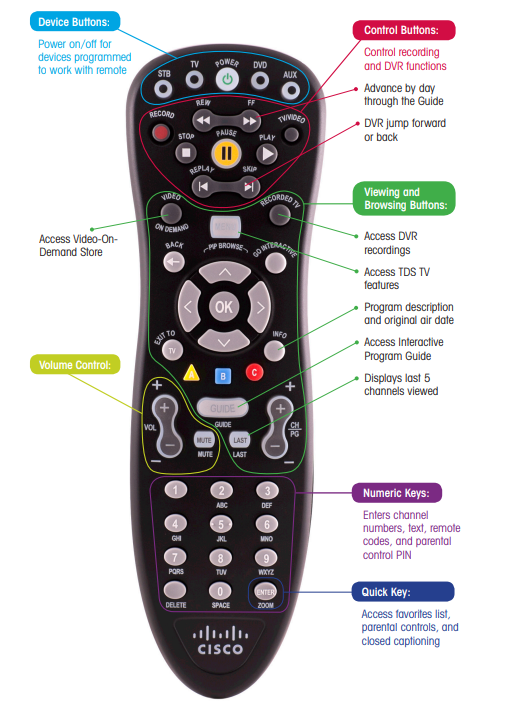 Device Buttons:
Power on/off for
devices programmed
to work with remote
Control Buttons:
Control recording
and DVR functions
Advance by day
through the Guide
DVR jump forward
or back
Viewing and
Browsing Buttons:
Access DVR
recordings
Access TDS TV
features
Program description
and original air date
Access Interactive
Program Guide
Displays last 5
channels viewed
Access Video-On-
Demand Store
Volume Control:
Numeric Keys:
Enters channel
numbers, text, remote
codes, and parental
control PIN
Quick Key:
Access favorites list,
parental controls, and
closed captioning
STB TV POWER DVD AUX
RECORD REW FF TV/VIDEO
STOP PAUSE PLAY
REPLAY SKIP
VIDEO RECORDED TV
ON DEMAND
BACK PIP BROWSE GO INTERACTIVE
OK
EXIT TO INFO
TV
A B C
+ +
+ GUIDE +
VOL GUIDE CH
PG
− MUTE LAST −
− MUTE LAST −
1 2 3
ABC DEF
4 5 6
GHI JKL MNO
7 8 9
PQRS TUV WXYZ
0 ENTER
DELETE SPACE ZOOM
CISCO